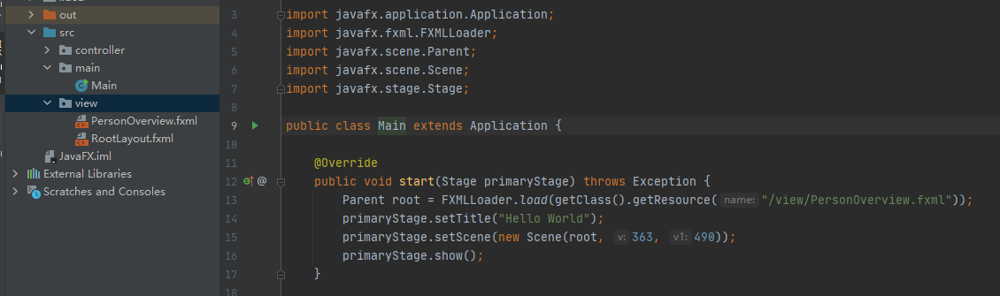 out
src
controller
main
Main
view
PersonOverview.fxml
RootLayout.fxml
JavaFX.iml
External Libraries
Scratches and Consoles
3 import javafx.application.Application;
4 import javafx.fxml.FXMLLoader;
5 import javafx.scene.Parent;
6 import javafx.scene.Scene;
7 import javafx.stage.Stage;
8
9 public class Main extends Application {
10
11 @Override
12 @ public void start(Stage primaryStage) throws Exception {
13 Parent root = FXMLLoader.load(getClass().getResource( name: "/view/PersonOverview.fxml"));
14 primaryStage.setTitle("Hello World");
15 primaryStage.setScene(new Scene(root, v: 363, v1: 490));
16 primaryStage.show();
17 }
18